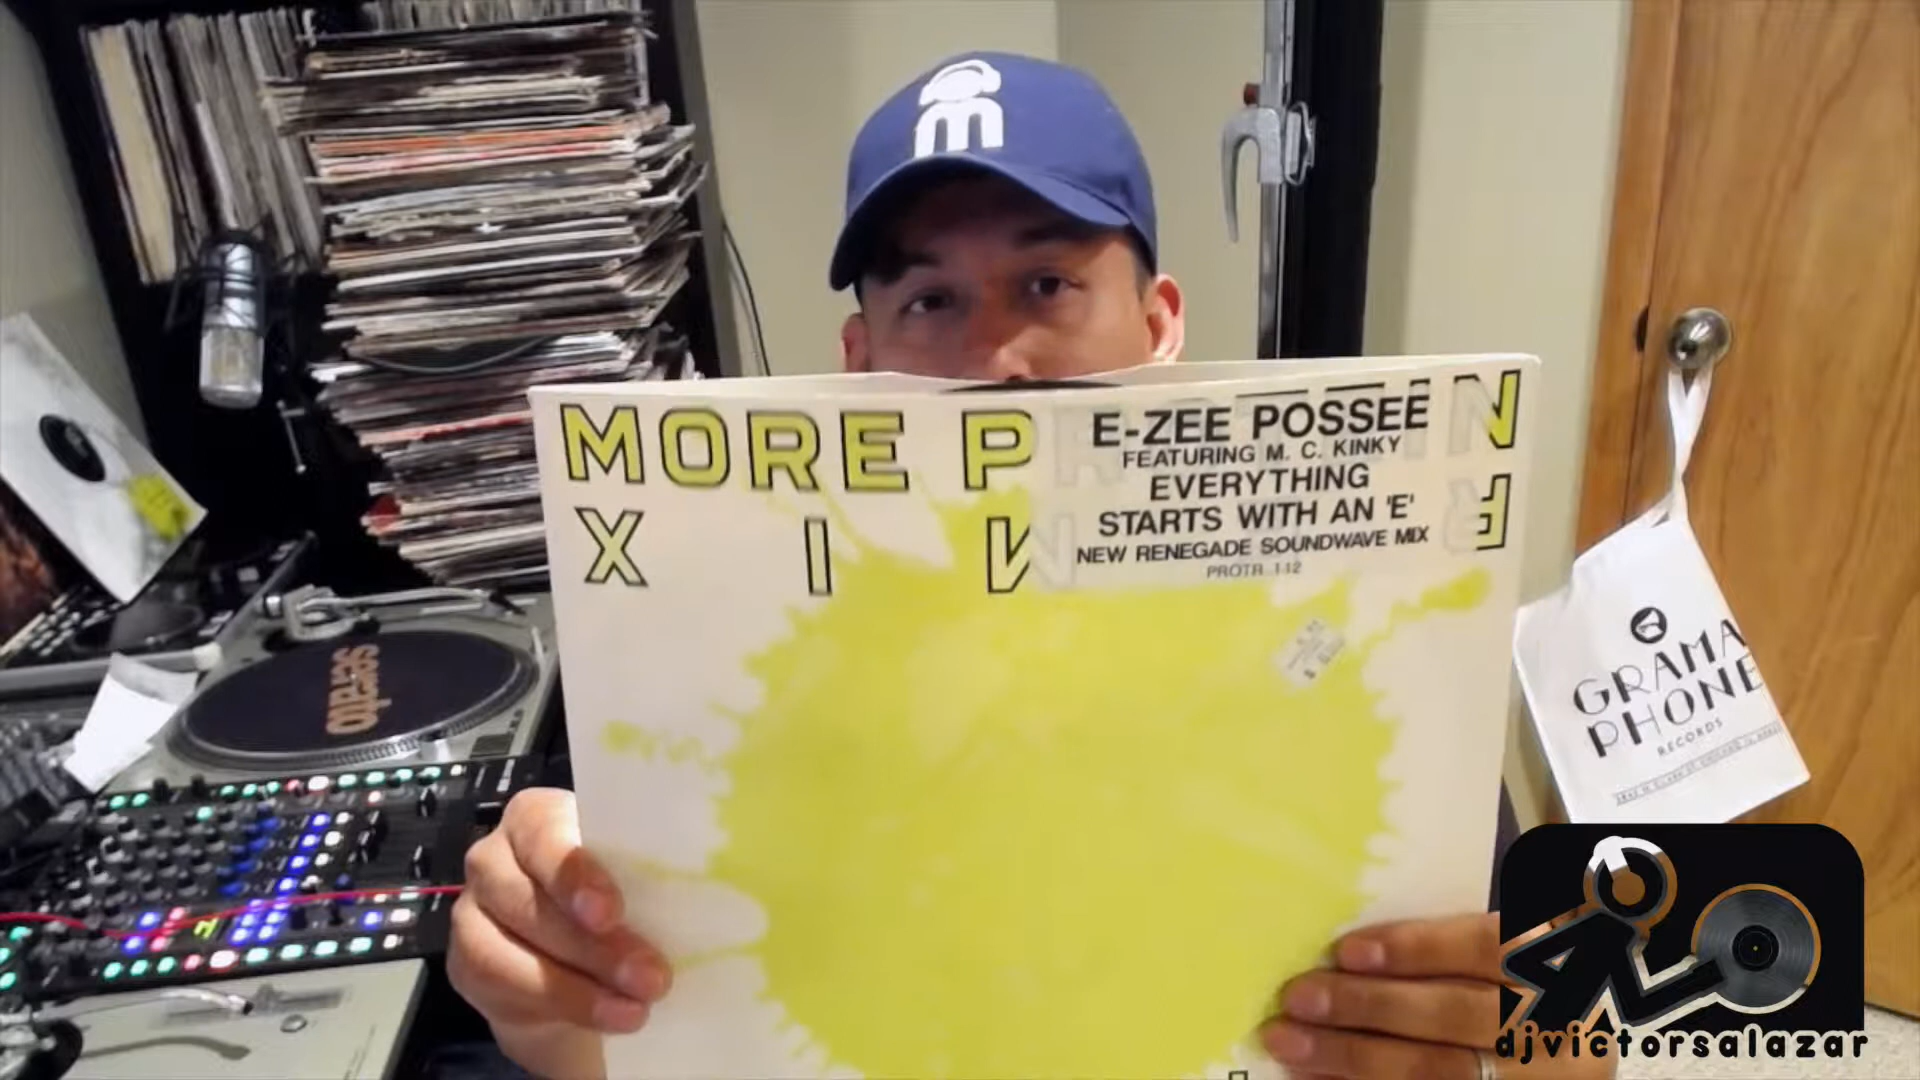 m
MORE P
N
E-ZEE POSSEE
FEATURING M. C. KINKY
EVERYTHING
STARTS WITH AN 'E'
NEW RENEGADE SOUNDWAVE MIX
PROTR 112
X I
serato
GRAMA
PHONE
RECORDS
djvictorsalazar